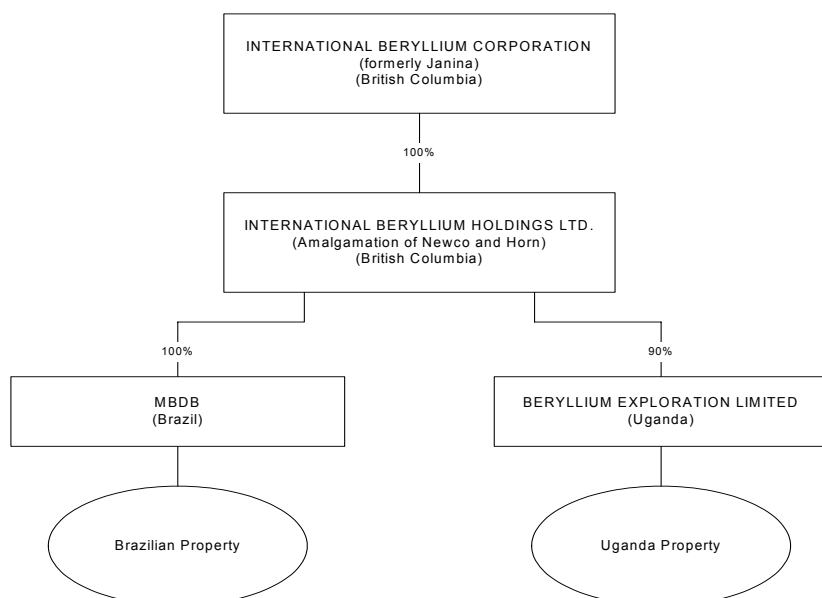 INTERNATIONAL BERYLLIUM CORPORATION
(formerly Janina)
(British Columbia)
100%
INTERNATIONAL BERYLLIUM HOLDINGS LTD.
(Amalgamation of Newco and Horn)
(British Columbia)
100%
90%
MBDB
(Brazil)
BERYLLIUM EXPLORATION LIMITED
(Uganda)
Brazilian Property
Uganda Property